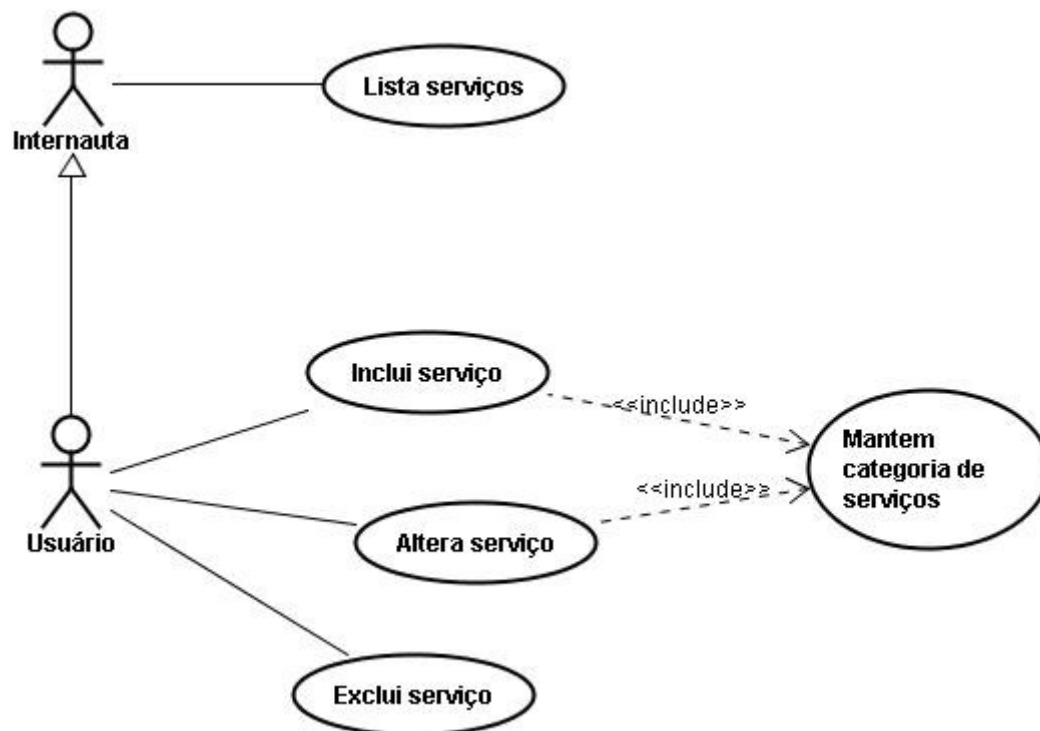 Lista serviços
Internauta
Inclui serviço
<<include>>
Mantem
categoria de
serviços
<<include>>
Usuário
Altera serviço
Exclui serviço